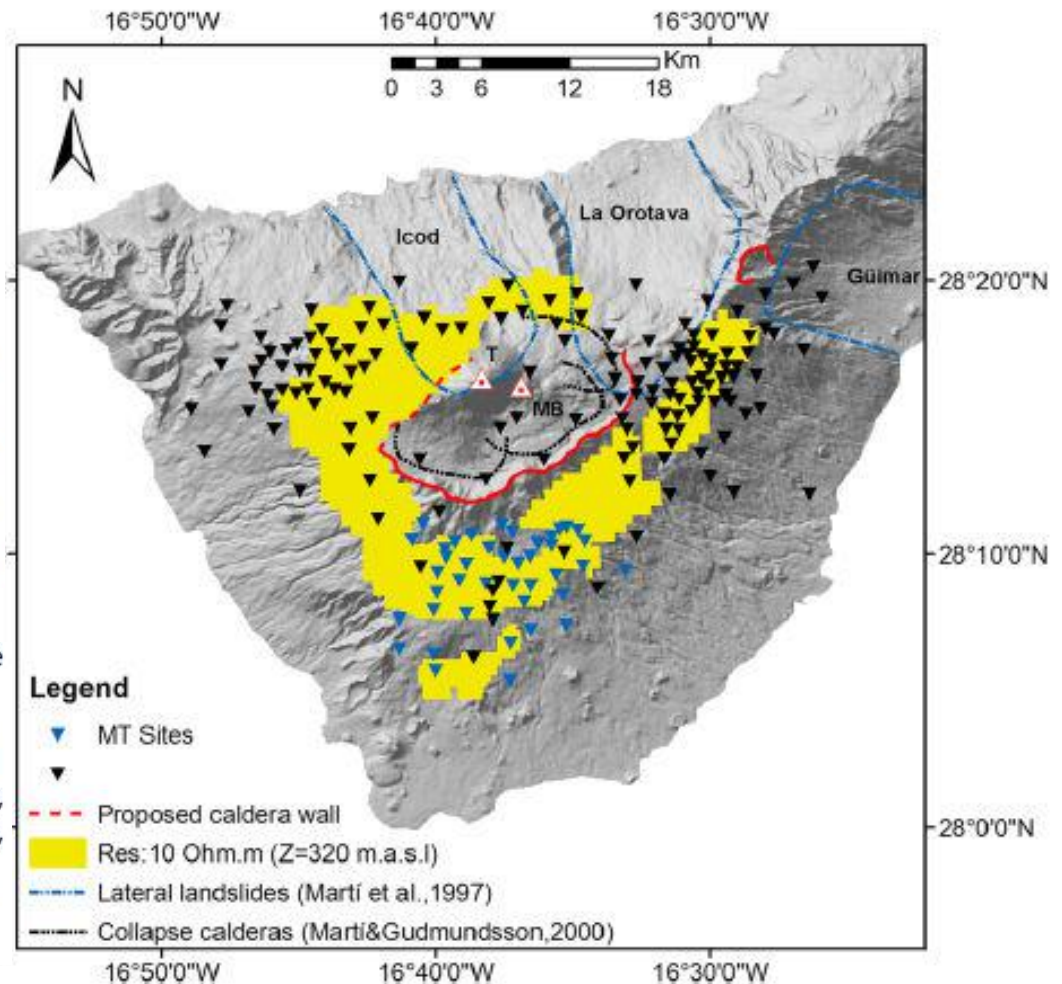 16°50'0"W 16°40'0"W 16°30'0"W
Km
0 3 6 12 18
N
La Orotava
Icod
Güimar
28°20'0"N
T
MB
28°10'0"N
Legend
MT Sites
Proposed caldera wall
28°0'0"N
Res:10 Ohm.m (Z=320 m.a.s.l)
Lateral landslides (Martí et al.,1997)
Collapse calderas (Martí&Gudmundsson,2000)
16°50'0"W 16°40'0"W 16°30'0"W